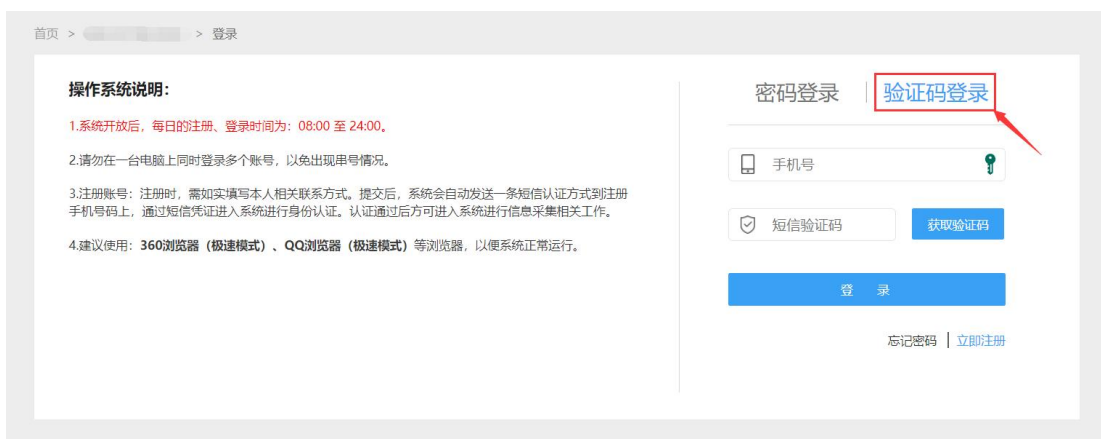 首页 > > 登录
操作系统说明：
1.系统开放后，每日的注册、登录时间为：08:00 至 24:00。
2.请勿在一台电脑上同时登录多个账号，以免出现串号情况。
3.注册账号：注册时，需如实填写本人相关联系方式。提交后，系统会自动发送一条短信认证方式到注册
手机号码上，通过短信凭证进入系统进行身份认证。认证通过后方可进入系统进行信息采集相关工作。
4.建议使用：360浏览器（极速模式）、QQ浏览器（极速模式）等浏览器，以便系统正常运行。
密码登录 验证码登录
手机号
短信验证码 获取验证码
登 录
忘记密码 立即注册